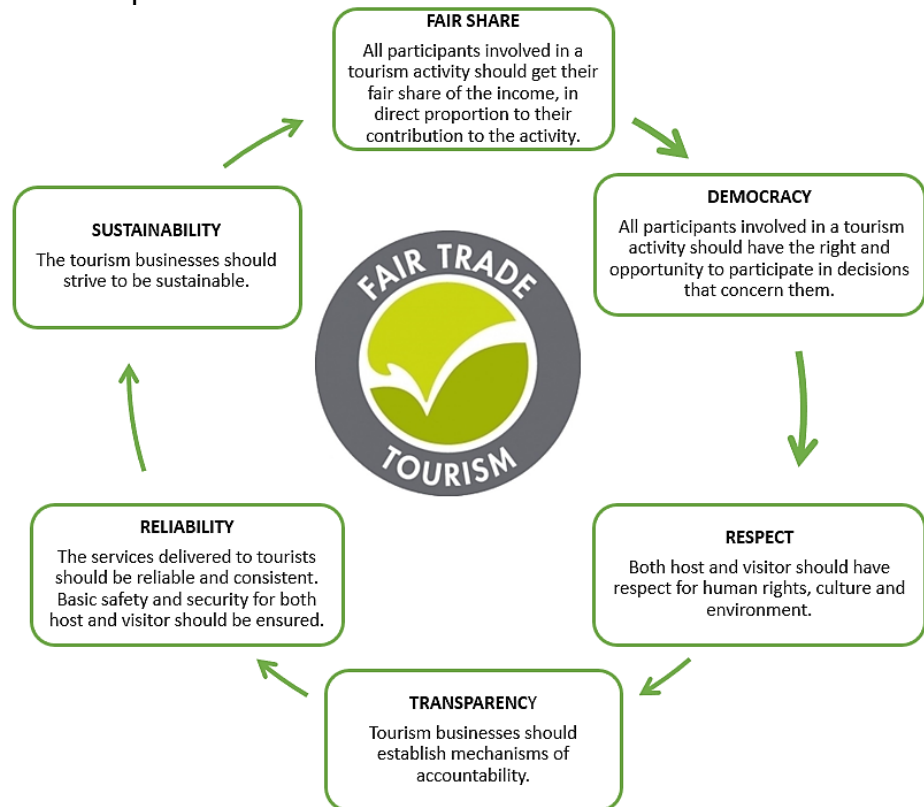 FAIR SHARE
All participants involved in a
tourism activity should get their
fair share of the income, in
direct proportion to their
contribution to the activity.
DEMOCRACY
All participants involved in a tourism
activity should have the right and
opportunity to participate in decisions
that concern them.
RESPECT
Both host and visitor should have
respect for human rights, culture and
environment.
TRANSPARENCY
Tourism businesses should
establish mechanisms of
accountability.
RELIABILITY
The services delivered to tourists
should be reliable and consistent.
Basic safety and security for both
host and visitor should be ensured.
SUSTAINABILITY
The tourism businesses should
strive to be sustainable.
FAIR TRADE
TOURISM